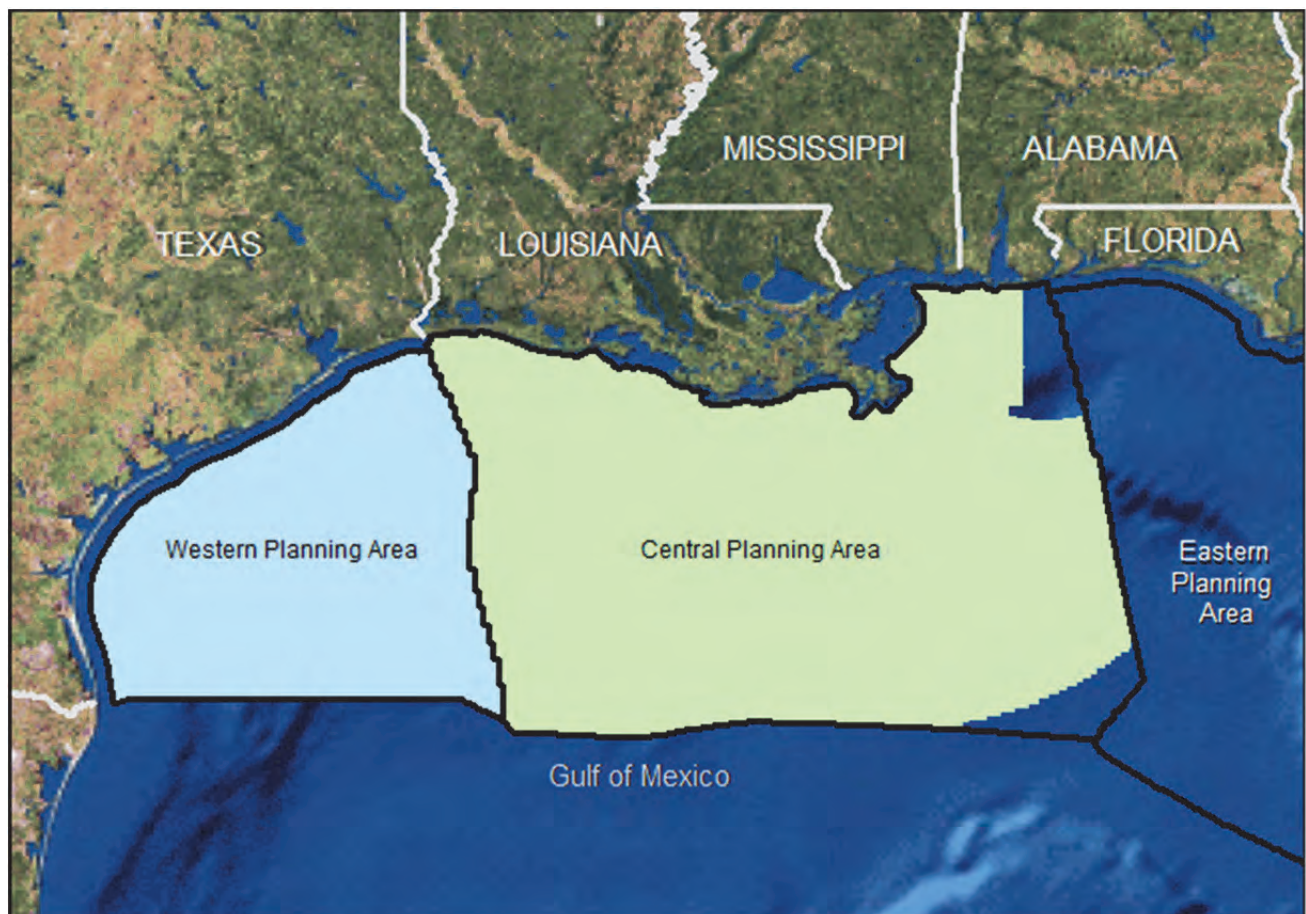 MISSISSIPPI
ALABAMA
TEXAS
LOUISIANA
FLORIDA
Western Planning Area
Central Planning Area
Eastern
Planning
Area
Gulf of Mexico